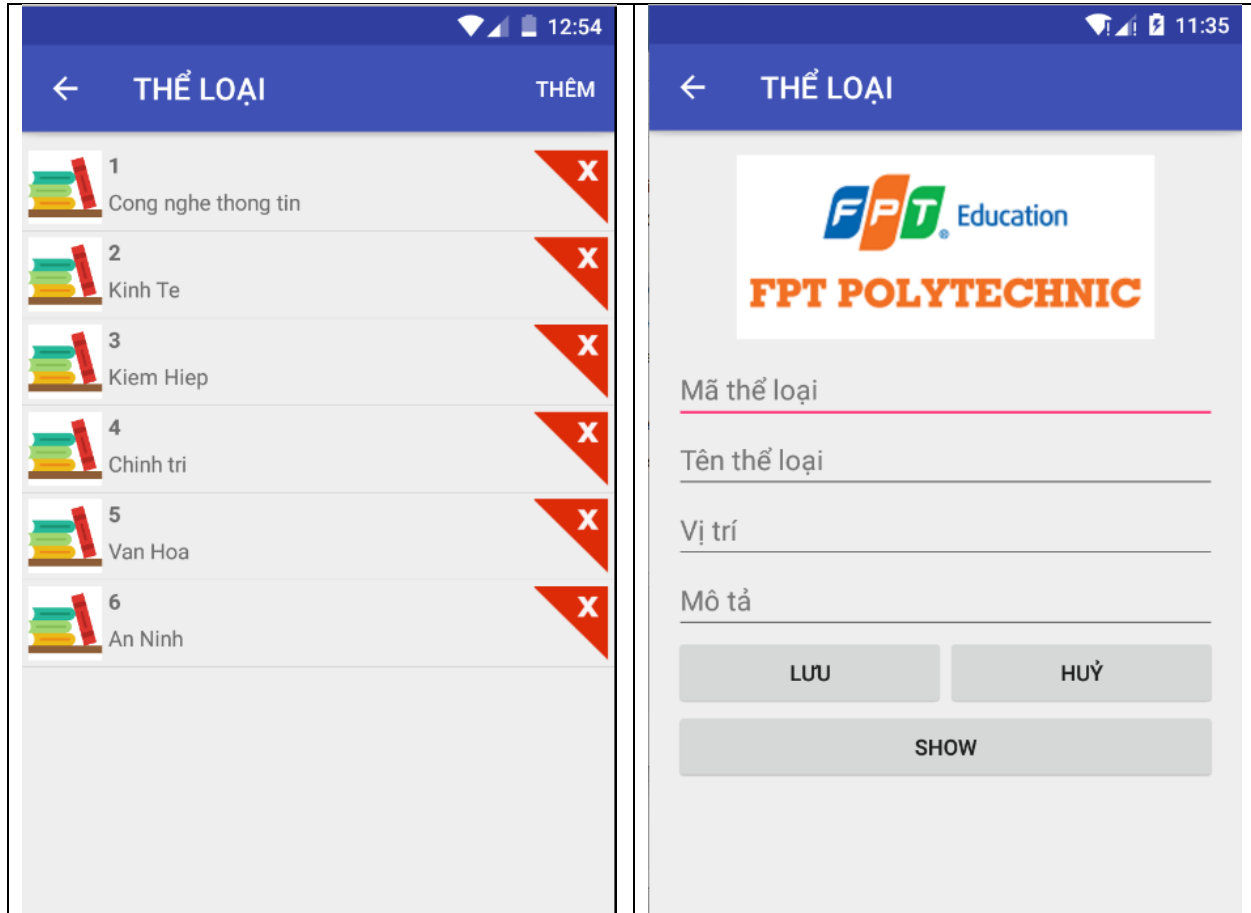 12:54
THỂ LOẠI THÊM
1
Cong nghe thong tin
X
2
Kinh Te
X
3
Kiem Hiep
X
4
Chinh tri
X
5
Van Hoa
X
6
An Ninh
X
11:35
THỂ LOẠI
FPT® Education
FPT POLYTECHNIC
Mã thể loại
Tên thể loại
Vị trí
Mô tả
LƯU HUỶ
SHOW